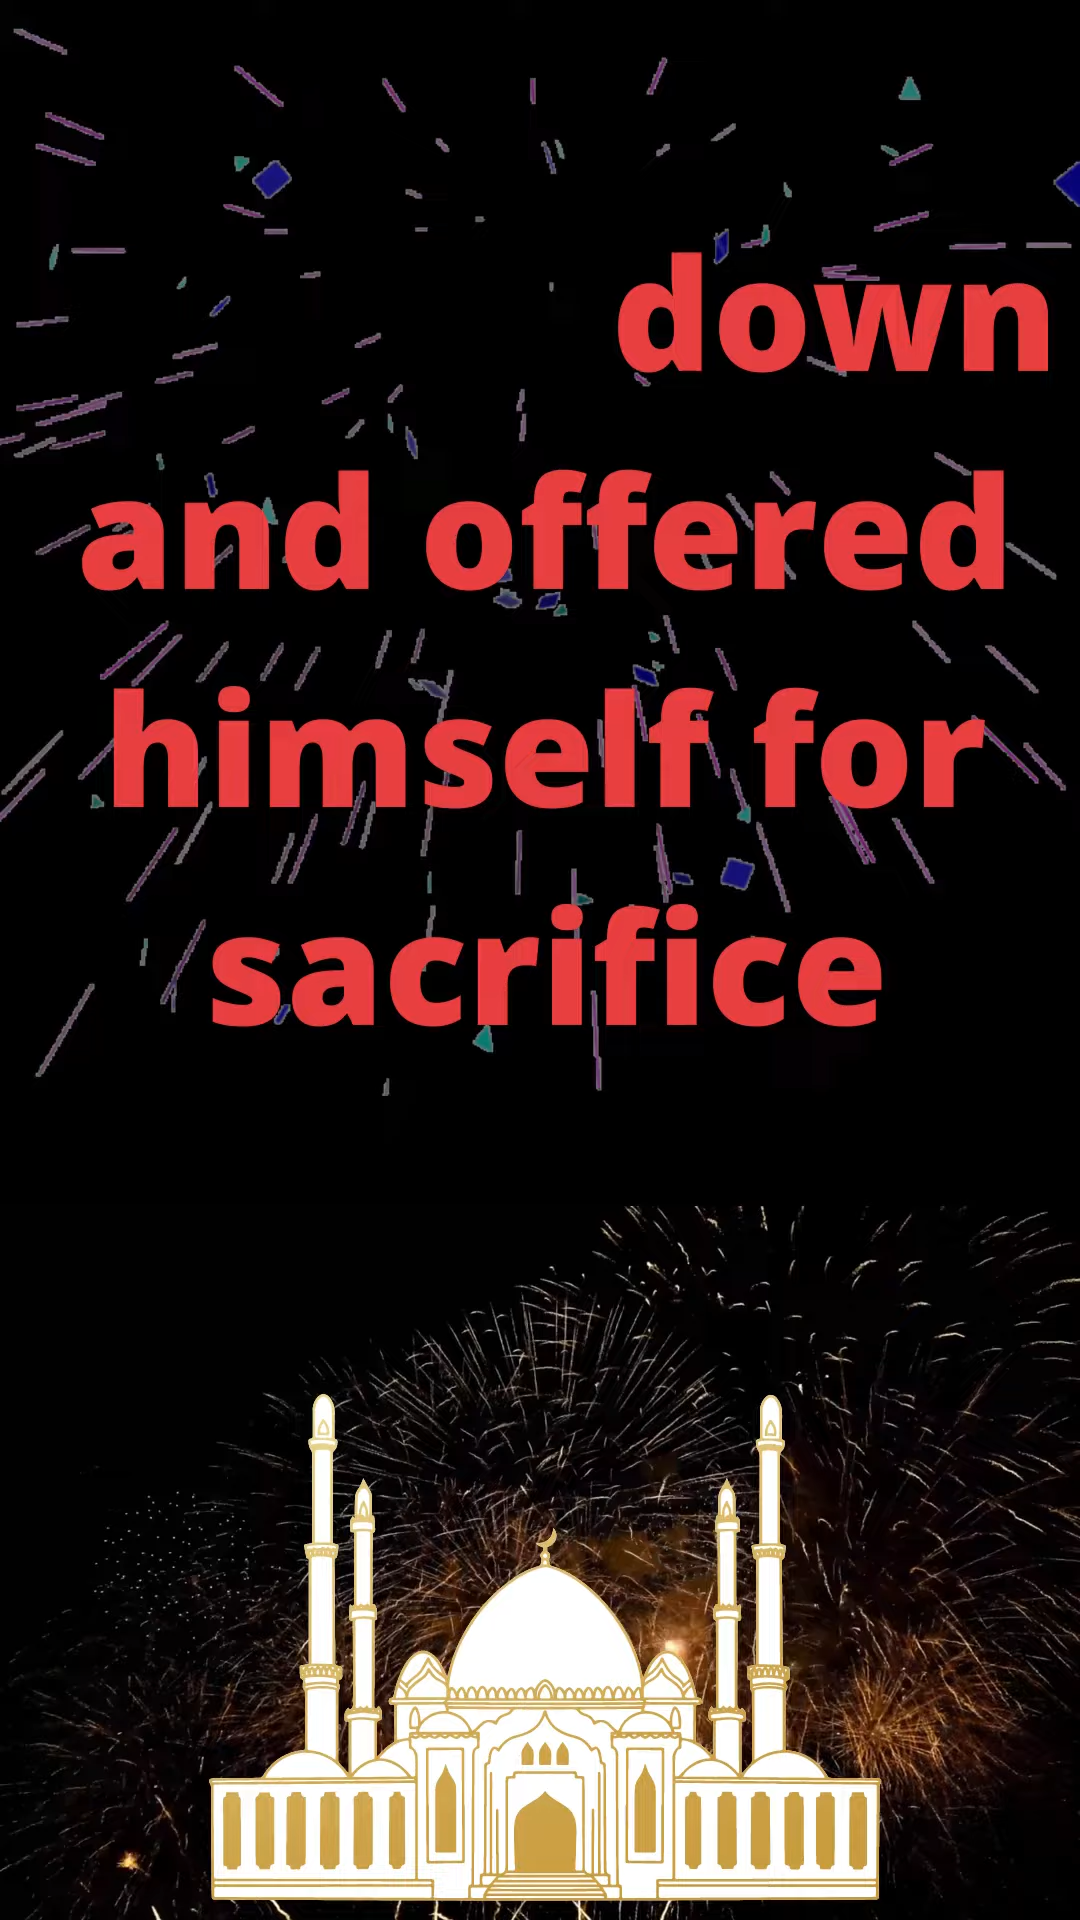 down
and offered
himself for
sacrifice